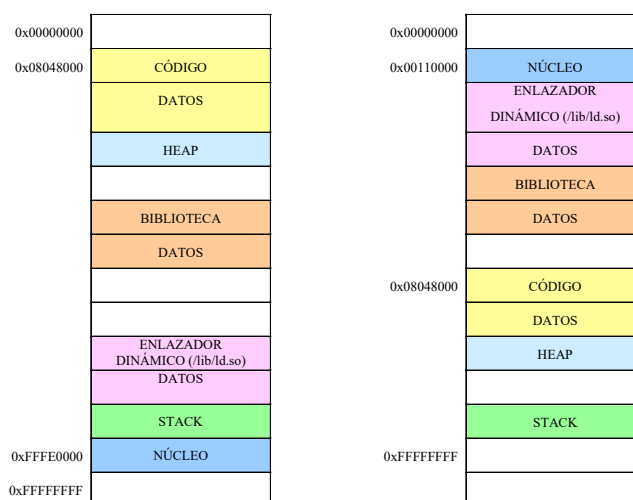 0x00000000
0x08048000
CÓDIGO
DATOS
HEAP
BIBLIOTECA
DATOS
ENLAZADOR
DINÁMICO (/lib/ld.so)
DATOS
STACK
0xFFFE0000
NÚCLEO
0xFFFFFFFF
0x00000000
0x00110000
NÚCLEO
ENLAZADOR
DINÁMICO (/lib/ld.so)
DATOS
BIBLIOTECA
DATOS
0x08048000
CÓDIGO
DATOS
HEAP
STACK
0xFFFFFFFF